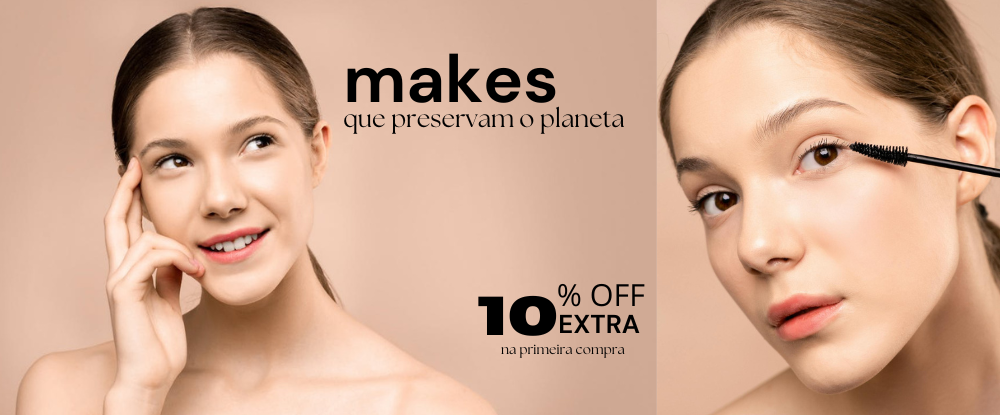 makes
que preservam o planeta
10% OFF
EXTRA
na primeira compra